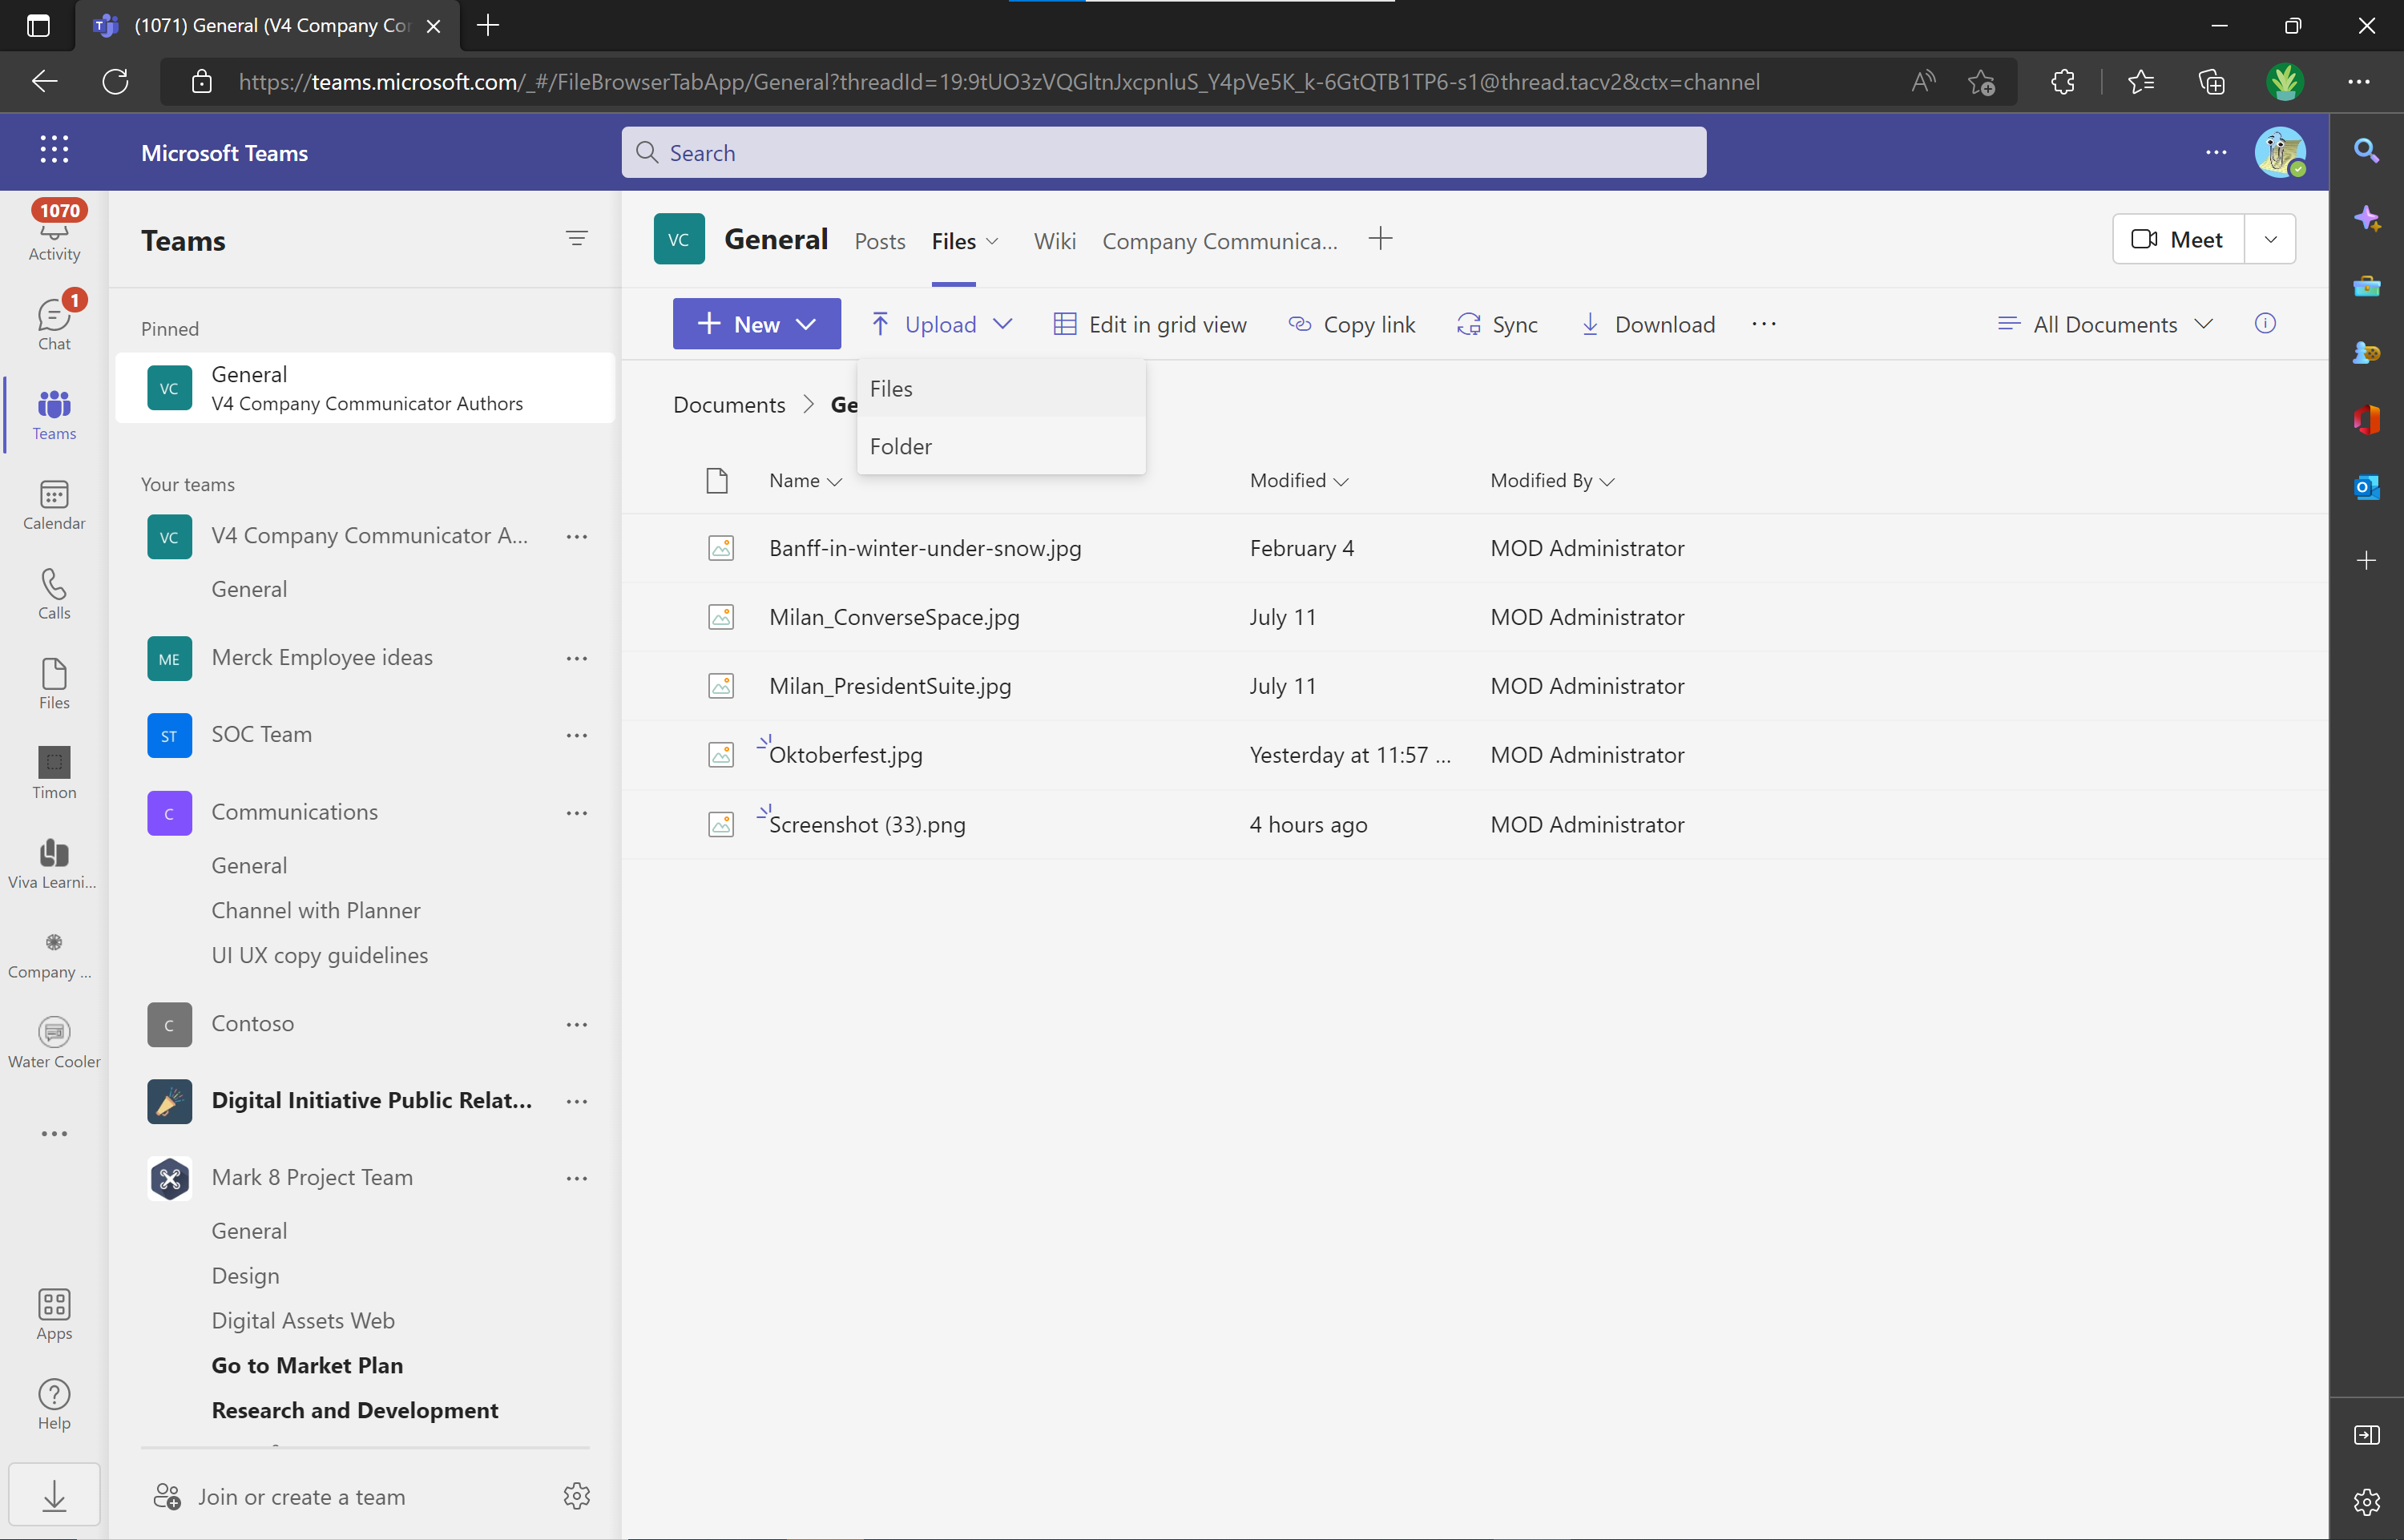 (1071) General (V4 Company Cor
https://teams.microsoft.com/_#/FileBrowserTabApp/General?threadId=19:9tUO3zVQGltnJxcpnluS_Y4pVe5K_k-6GtQTB1TP6-s1@thread.tacv2&ctx=channel
Microsoft Teams
Search
1070
Activity
1
Chat
Teams
Calendar
Calls
Files
Timon
Viva Learni...
Company ...
Water Cooler
Apps
Help
Teams
Pinned
VC
General
V4 Company Communicator Authors
Your teams
VC V4 Company Communicator A...
General
ME Merck Employee ideas
ST SOC Team
C Communications
General
Channel with Planner
UI UX copy guidelines
C Contoso
Digital Initiative Public Relat...
Mark 8 Project Team
General
Design
Digital Assets Web
Go to Market Plan
Research and Development
Join or create a team
VC General Posts Files Wiki Company Communica... Meet
New Upload Edit in grid view Copy link Sync Download All Documents
Files
Folder
Documents > Ge
Name Modified Modified By
Banff-in-winter-under-snow.jpg February 4 MOD Administrator
Milan_ConverseSpace.jpg July 11 MOD Administrator
Milan_PresidentSuite.jpg July 11 MOD Administrator
Oktoberfest.jpg Yesterday at 11:57 ... MOD Administrator
Screenshot (33).png 4 hours ago MOD Administrator